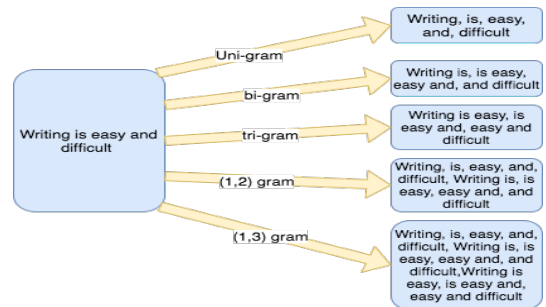 Writing is easy and
difficult
Uni-gram
Writing, is, easy,
and, difficult
bi-gram
Writing is, is easy,
easy and, and difficult
tri-gram
Writing is easy, is
easy and, easy and
difficult
(1,2) gram
Writing, is, easy, and,
difficult, Writing is, is
easy, easy and, and
difficult
(1,3) gram
Writing, is, easy, and,
difficult, Writing is, is
easy, easy and, and
difficult,Writing is
easy, is easy and,
easy and difficult